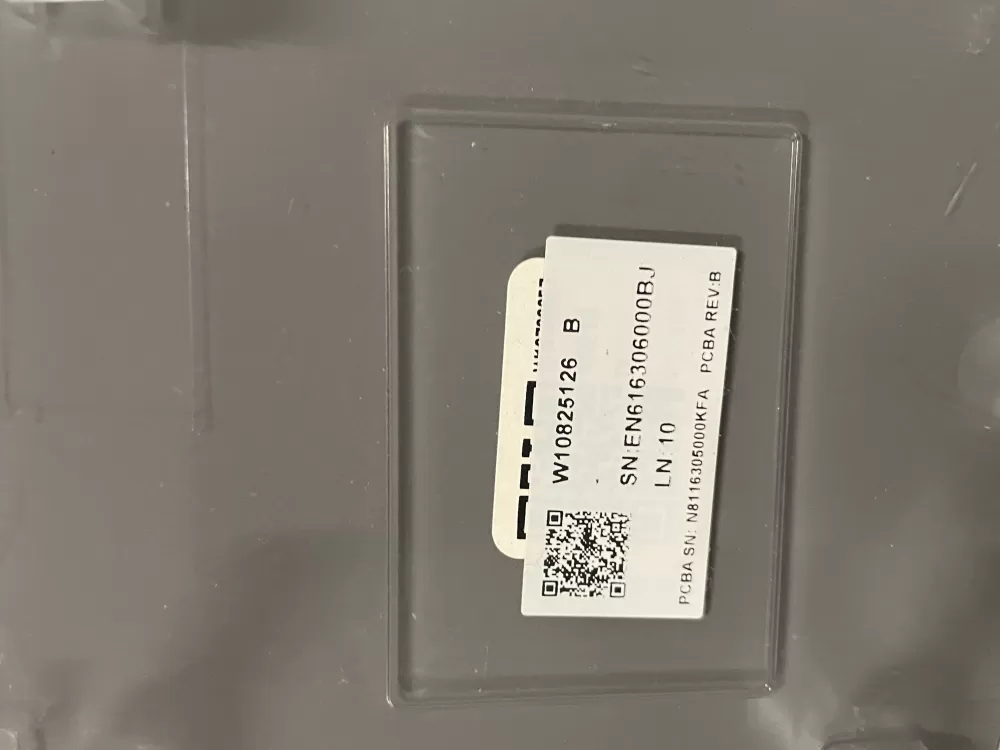 W10825126 B
SN:EN616306000BJ
LN:10
PCBA SN: N8116305000KFA PCBA REV:B